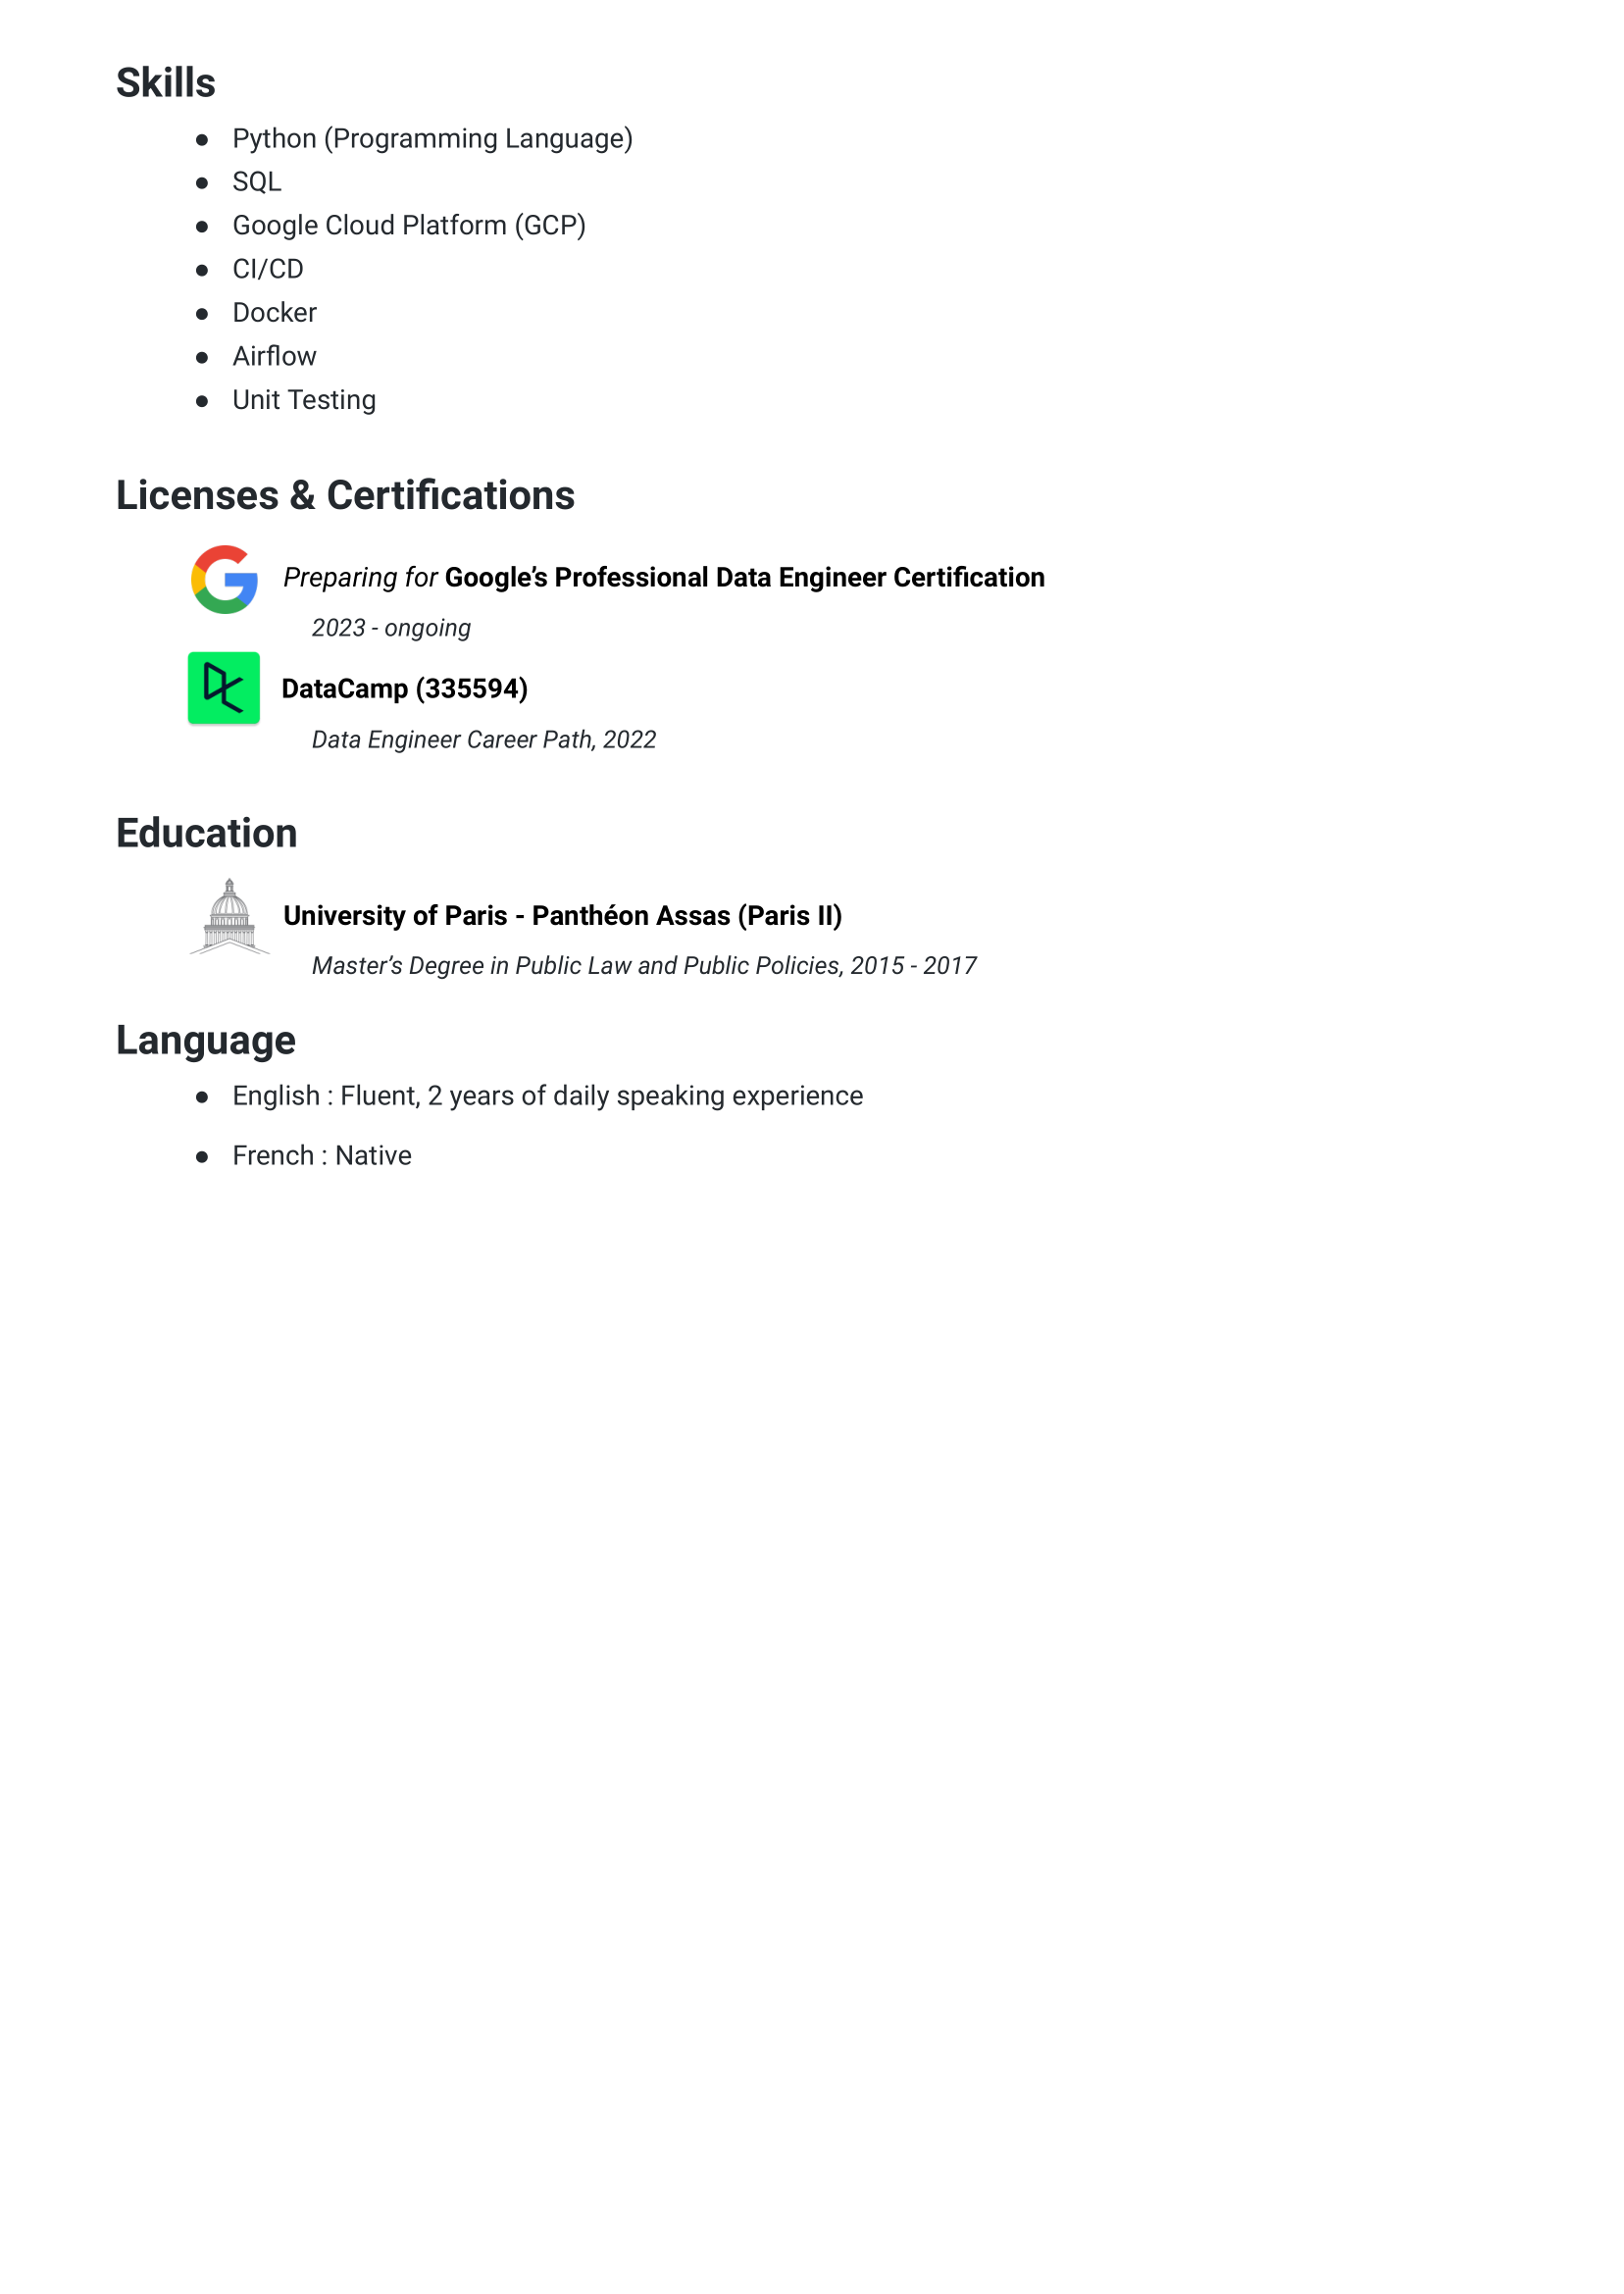 Skills
● Python (Programming Language)
● SQL
● Google Cloud Platform (GCP)
● CI/CD
● Docker
● Airflow
● Unit Testing
Licenses & Certifications
Preparing for Google’s Professional Data Engineer Certification
2023 - ongoing
DataCamp (335594)
Data Engineer Career Path, 2022
Education
University of Paris - Panthéon Assas (Paris II)
Master’s Degree in Public Law and Public Policies, 2015 - 2017
Language
● English : Fluent, 2 years of daily speaking experience
● French : Native